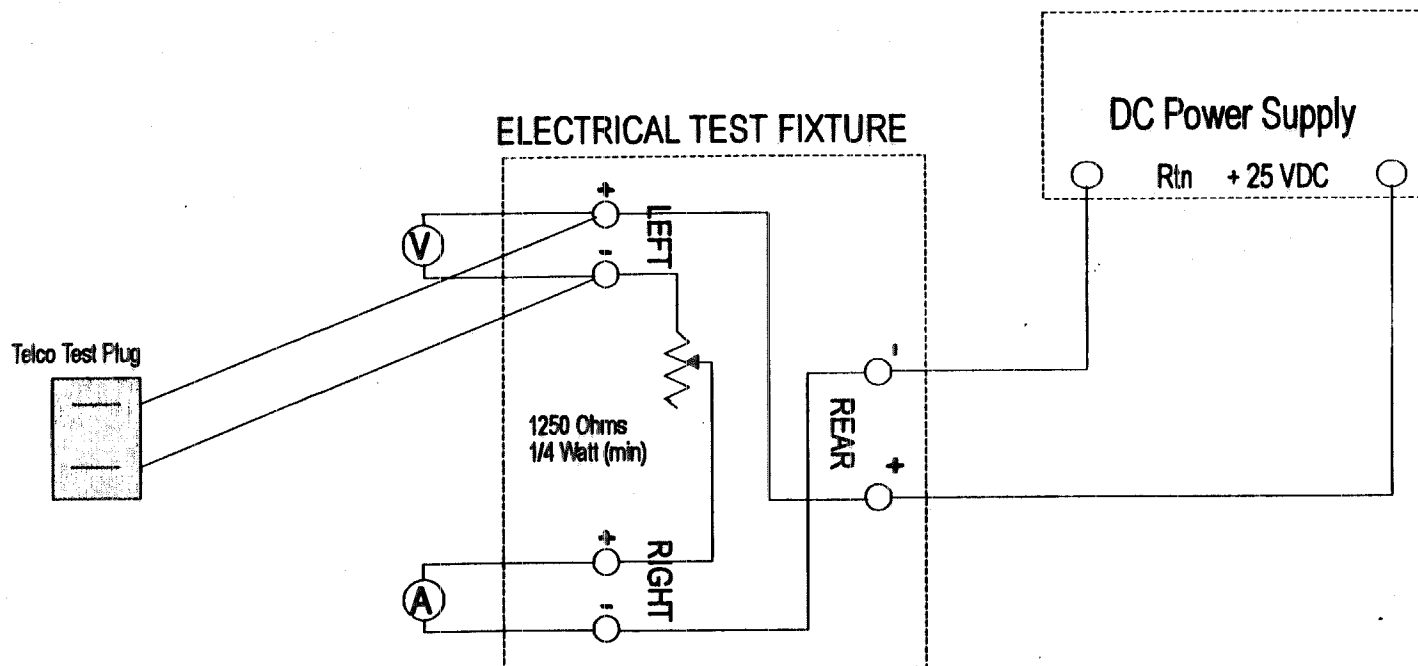 DC Power Supply
Rtn + 25 VDC
ELECTRICAL TEST FIXTURE
+
LEFT
-
V
Telco Test Plug
1250 Ohms
1/4 Watt (min)
-
REAR
+
+
RIGHT
-
A